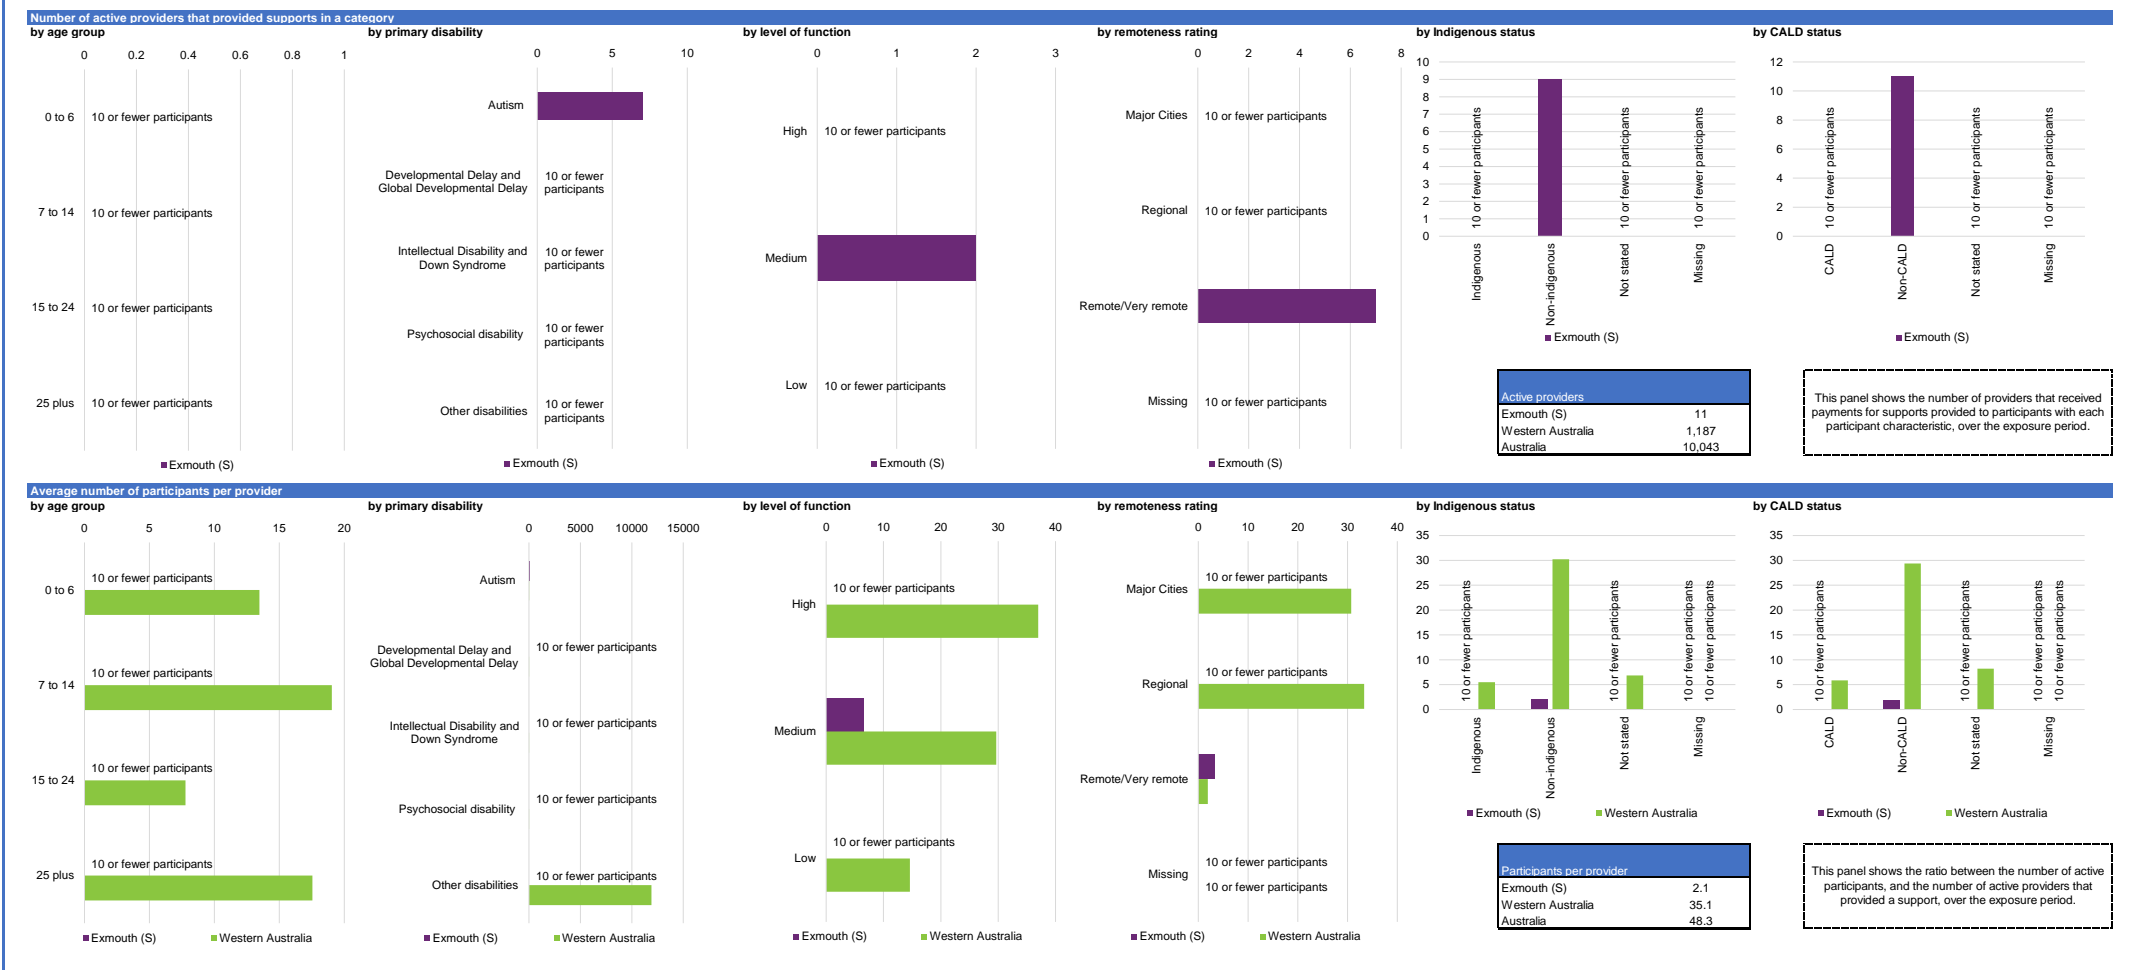 Number of active providers that provided supports in a category
by age group
0 0.2 0.4 0.6 0.8 1
0 to 6 10 or fewer participants
7 to 14 10 or fewer participants
15 to 24 10 or fewer participants
25 plus 10 or fewer participants
Exmouth (S)
by primary disability
0 5 10
Autism
Developmental Delay and
Global Developmental Delay
10 or fewer
participants
Intellectual Disability and
Down Syndrome
10 or fewer
participants
Psychosocial disability
10 or fewer
participants
Other disabilities
10 or fewer
participants
Exmouth (S)
by level of function
0 1 2 3
High 10 or fewer participants
Medium
Low 10 or fewer participants
Exmouth (S)
by remoteness rating
0 2 4 6 8
Major Cities 10 or fewer participants
Regional 10 or fewer participants
Remote/Very remote
Missing 10 or fewer participants
Exmouth (S)
by Indigenous status
10
9
8
7
6
5
4
3
2
1
0
10 or fewer participants
10 or fewer participants
10 or fewer participants
Indigenous
Non-indigenous
Not stated
Missing
Exmouth (S)
by CALD status
12
10
8
6
4
2
0
10 or fewer participants
10 or fewer participants
10 or fewer participants
CALD
Non-CALD
Not stated
Missing
Exmouth (S)
Active providers
Exmouth (S) 11
Western Australia 1,187
Australia 10,043
This panel shows the number of providers that received
payments for supports provided to participants with each
participant characteristic, over the exposure period.
Average number of participants per provider
by age group
0 5 10 15 20
10 or fewer participants
0 to 6
10 or fewer participants
7 to 14
10 or fewer participants
15 to 24
10 or fewer participants
25 plus
Exmouth (S) Western Australia
by primary disability
0 5000 10000 15000
Autism
Developmental Delay and
Global Developmental Delay
10 or fewer participants
Intellectual Disability and
Down Syndrome
10 or fewer participants
Psychosocial disability
10 or fewer participants
Other disabilities
10 or fewer participants
Exmouth (S) Western Australia
by level of function
0 10 20 30 40
10 or fewer participants
High
Medium
10 or fewer participants
Low
Exmouth (S) Western Australia
by remoteness rating
0 10 20 30 40
10 or fewer participants
Major Cities
10 or fewer participants
Regional
Remote/Very remote
10 or fewer participants
Missing
10 or fewer participants
Exmouth (S) Western Australia
by Indigenous status
35
30
25
20
15
10
5
0
10 or fewer participants
10 or fewer participants
10 or fewer participants
10 or fewer participants
Indigenous
Non-indigenous
Not stated
Missing
Exmouth (S) Western Australia
by CALD status
35
30
25
20
15
10
5
0
10 or fewer participants
10 or fewer participants
10 or fewer participants
10 or fewer participants
CALD
Non-CALD
Not stated
Missing
Exmouth (S) Western Australia
Participants per provider
Exmouth (S) 2.1
Western Australia 35.1
Australia 48.3
This panel shows the ratio between the number of active
participants, and the number of active providers that
provided a support, over the exposure period.